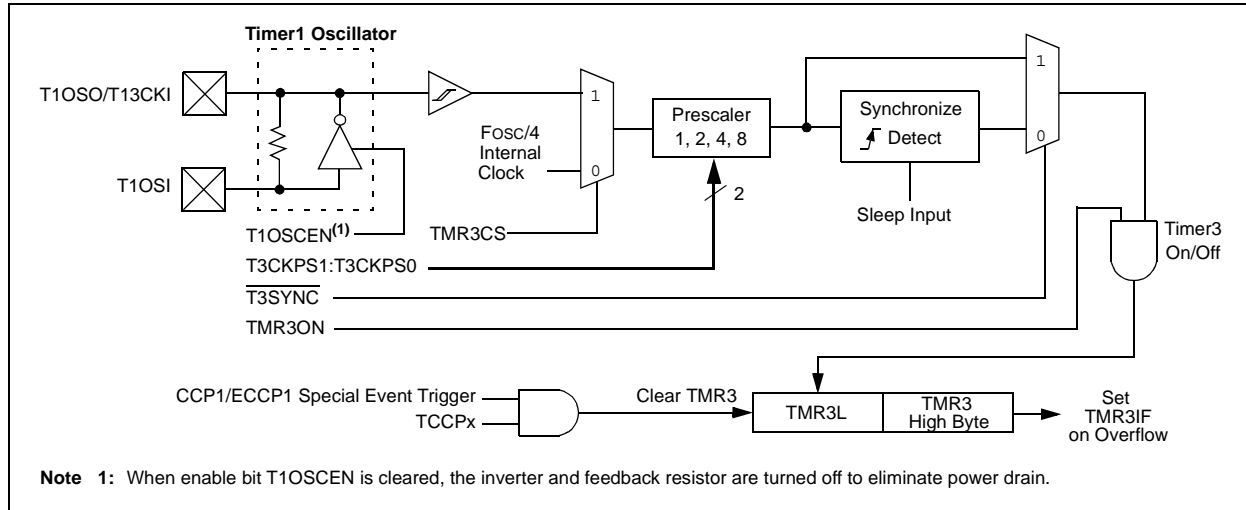 Timer1 Oscillator
T1OSO/T13CKI
T1OSI
1
0
FOSC/4
Internal
Clock
Prescaler
1, 2, 4, 8
2
Synchronize
Detect
1
0
Sleep Input
T1OSCEN(1)
TMR3CS
T3CKPS1:T3CKPS0
T3SYNC
TMR3ON
Timer3
On/Off
CCP1/ECCP1 Special Event Trigger
TCCPx
Clear TMR3
TMR3L
TMR3
High Byte
Set
TMR3IF
on Overflow
Note 1: When enable bit T1OSCEN is cleared, the inverter and feedback resistor are turned off to eliminate power drain.